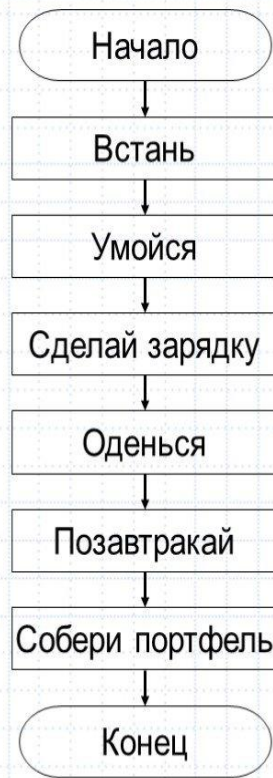 Начало
Встань
Умойся
Сделай зарядку
Оденься
Позавтракай
Собери портфель
Конец